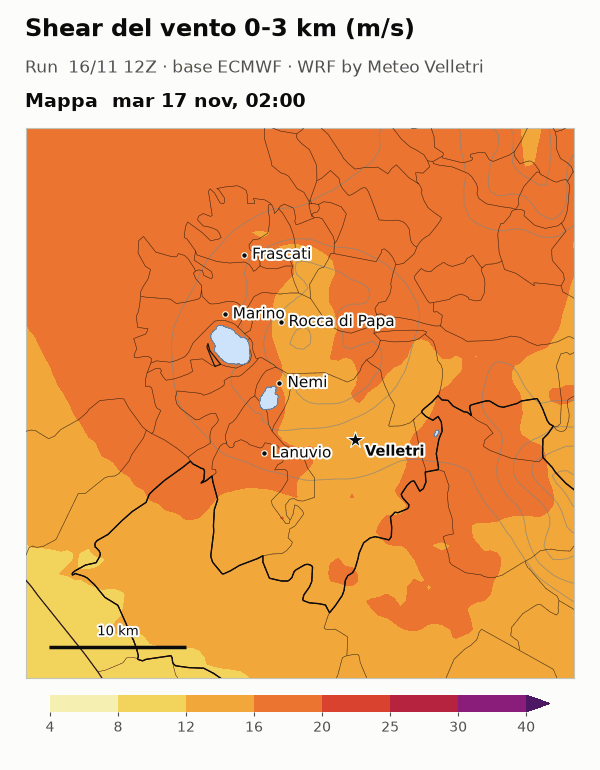 Shear del vento 0-3 km (m/s)
Run  16/11 12Z · base ECMWF · WRF by Meteo Velletri
Mappa  mar 17 nov, 02:00
Frascati
Marino
Rocca di Papa
Nemi
Velletri
Lanuvio
10 km
4 8 12 16 20 25 30 40